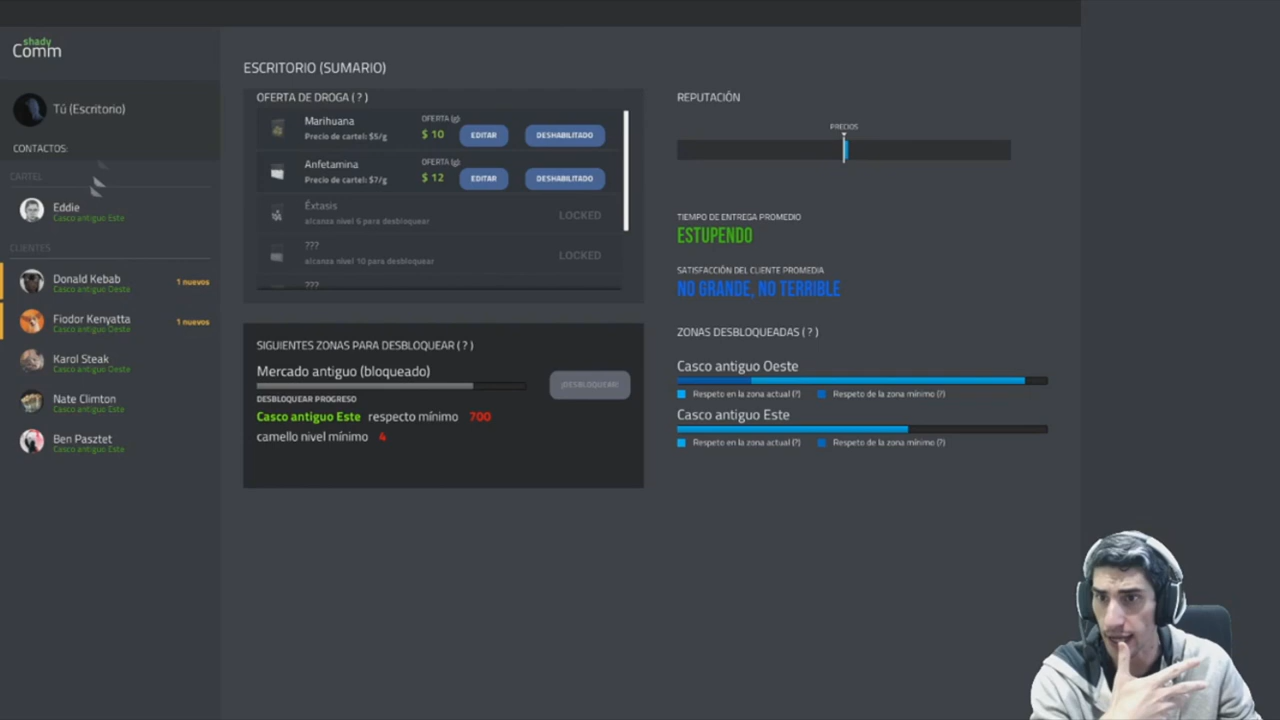 shady
Comm
Tú (Escritorio)
CONTACTOS:
CARTEL
Eddie
Casco antiguo Este
CLIENTES
Donald Kebab
Casco antiguo Oeste
1 nuevos
Fiodor Kenyatta
Casco antiguo Oeste
1 nuevos
Karol Steak
Casco antiguo Oeste
Nate Climton
Casco antiguo Este
Ben Pasztet
Casco antiguo Este
ESCRITORIO (SUMARIO)
OFERTA DE DROGA ( ? )
Marihuana
Precio de cartel: $5/g
OFERTA (g)
$ 10
EDITAR
DESHABILITADO
Anfetamina
Precio de cartel: $7/g
OFERTA (g)
$ 12
EDITAR
DESHABILITADO
Éxtasis
alcanza nivel 6 para desbloquear
LOCKED
???
alcanza nivel 10 para desbloquear
LOCKED
???
SIGUIENTES ZONAS PARA DESBLOQUEAR ( ? )
Mercado antiguo (bloqueado)
¡DESBLOQUEAR!
DESBLOQUEAR PROGRESO
Casco antiguo Este respecto mínimo 700
camello nivel mínimo 4
REPUTACIÓN
PRECIOS
TIEMPO DE ENTREGA PROMEDIO
ESTUPENDO
SATISFACCIÓN DEL CLIENTE PROMEDIA
NO GRANDE, NO TERRIBLE
ZONAS DESBLOQUEADAS ( ? )
Casco antiguo Oeste
Respeto en la zona actual (?) Respeto de la zona mínimo (?)
Casco antiguo Este
Respeto en la zona actual (?) Respeto de la zona mínimo (?)